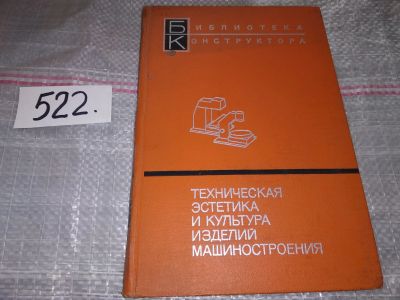 522.
БИБЛИОТЕКА
КОНСТРУКТОРА
ТЕХНИЧЕСКАЯ
ЭСТЕТИКА
И КУЛЬТУРА
ИЗДЕЛИЙ
МАШИНОСТРОЕНИЯ